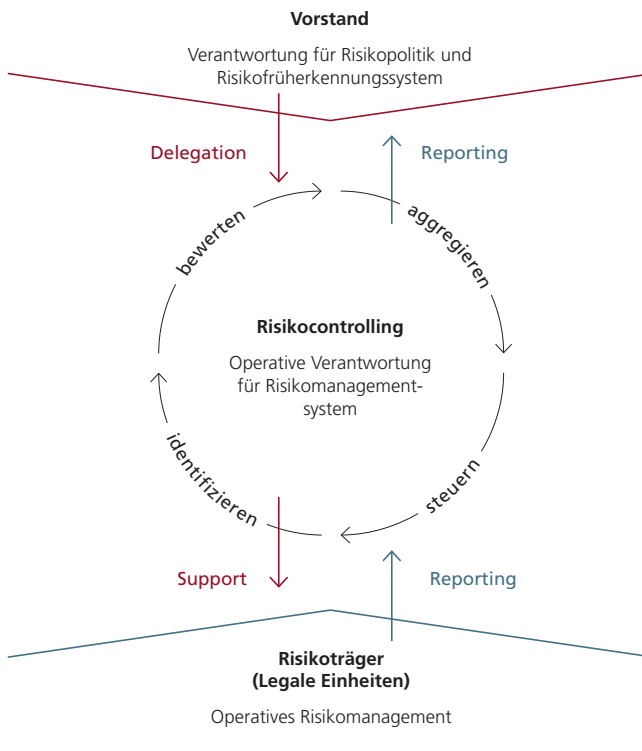 Vorstand
Verantwortung für Risikopolitik und
Risikofrüherkennungssystem
Delegation
Reporting
bewerten
aggregieren
Risikocontrolling
Operative Verantwortung
für Risikomanagement-
system
identifizieren
steuern
Support
Reporting
Risikoträger
(Legale Einheiten)
Operatives Risikomanagement